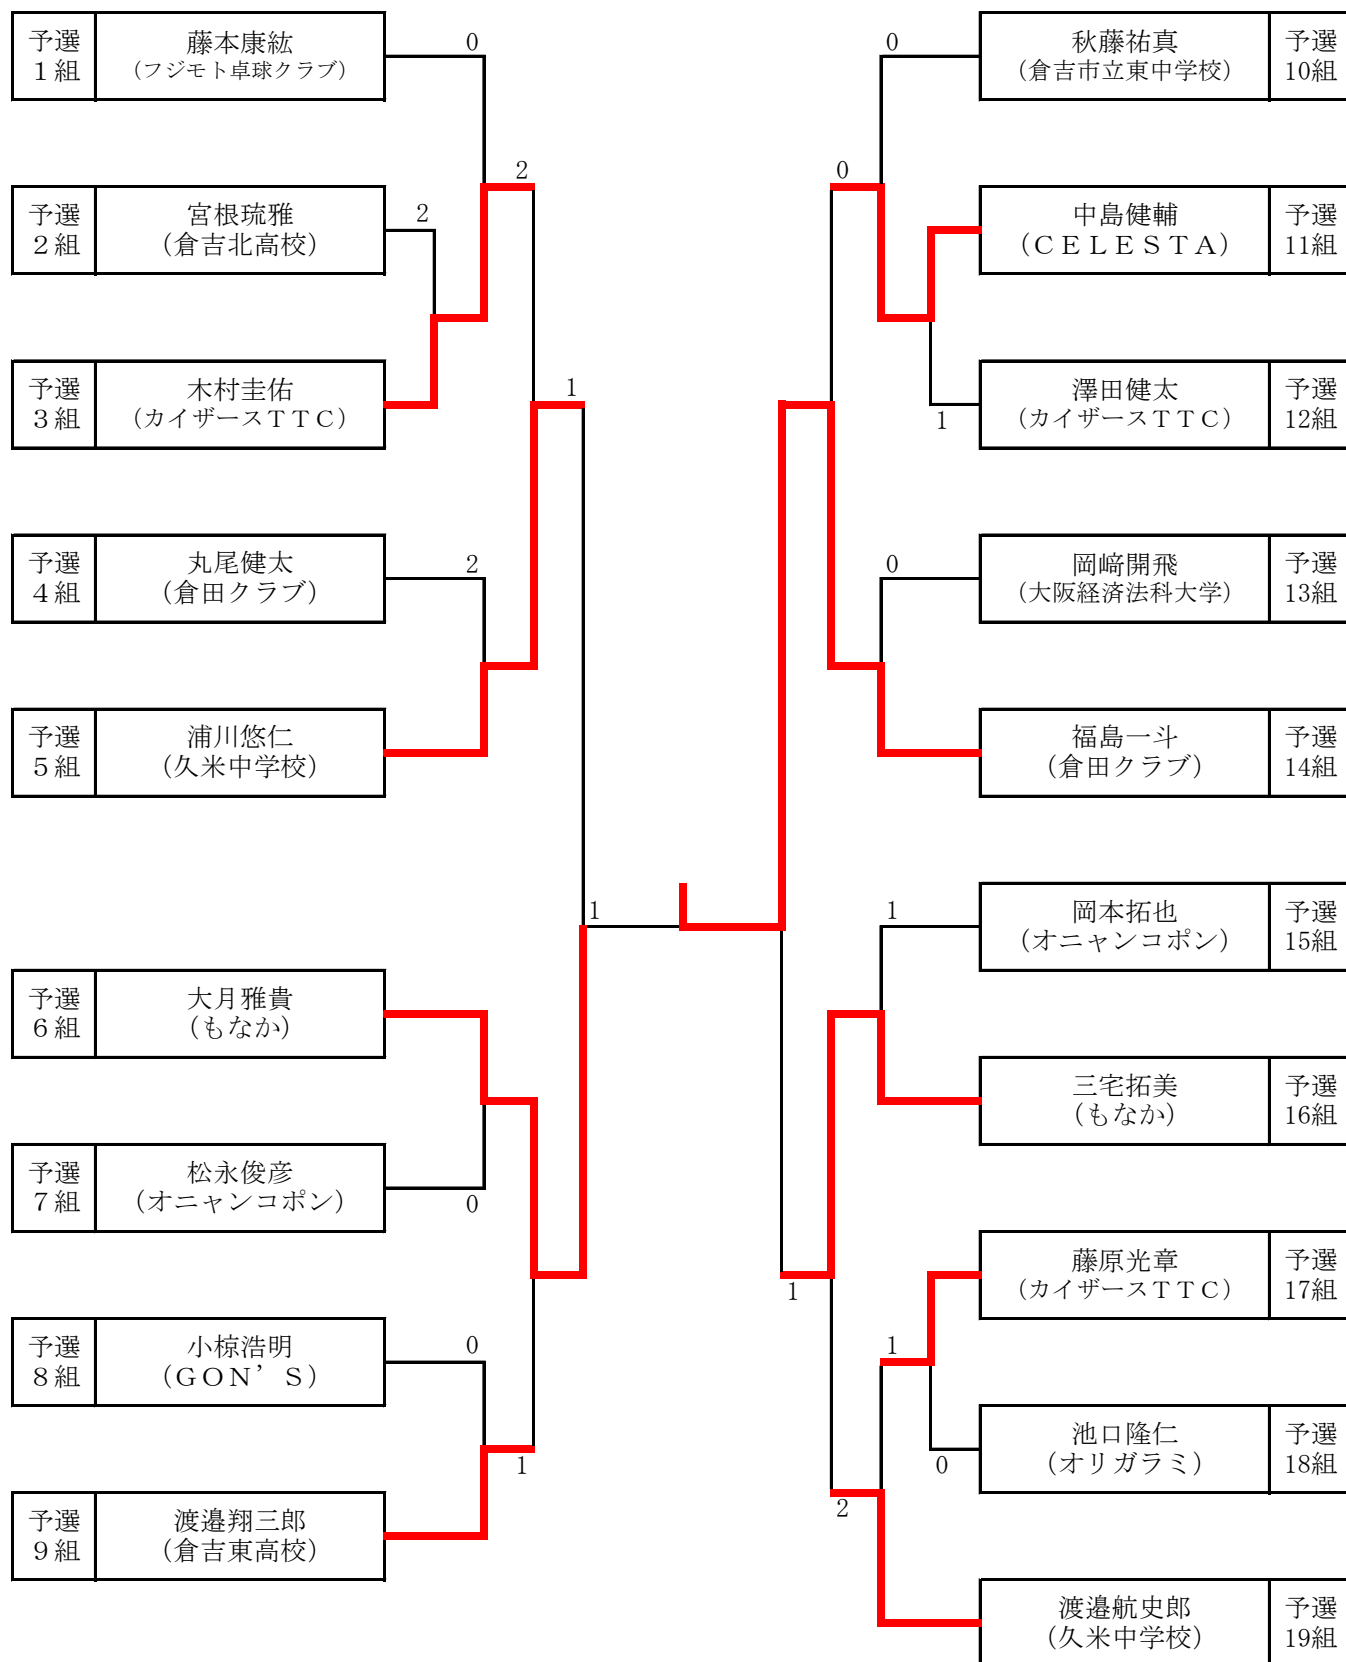 予選
1組
藤本康紘
(フジモト卓球クラブ)
0
2
予選
2組
宮根琉雅
(倉吉北高校)
2
予選
3組
木村圭佑
(カイザースTTC)
1
予選
4組
丸尾健太
(倉田クラブ)
2
予選
5組
浦川悠仁
(久米中学校)
1
予選
6組
大月雅貴
(もなか)
予選
7組
松永俊彦
(オニャンコポン)
0
予選
8組
小椋浩明
(GON'S)
0
1
予選
9組
渡邉翔三郎
(倉吉東高校)
0
秋藤祐真
(倉吉市立東中学校)
予選
10組
0
中島健輔
(CELESTA)
予選
11組
澤田健太
(カイザースTTC)
予選
12組
1
0
岡﨑開飛
(大阪経済法科大学)
予選
13組
福島一斗
(倉田クラブ)
予選
14組
1
岡本拓也
(オニャンコポン)
予選
15組
三宅拓美
(もなか)
予選
16組
1
藤原光章
(カイザースTTC)
予選
17組
1
池口隆仁
(オリガラミ)
予選
18組
0
2
渡邉航史郎
(久米中学校)
予選
19組